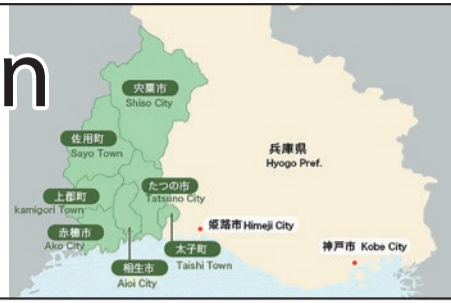 n
宍粟市
Shiso City
佐用町
Sayo Town
兵庫県
Hyogo Pref.
たつの市
Tatsuno City
上郡町
kamigori Town
姫路市 Himeji City
赤穂市
Ako City
太子町
Taishi Town
神戸市 Kobe City
相生市
Aioi City